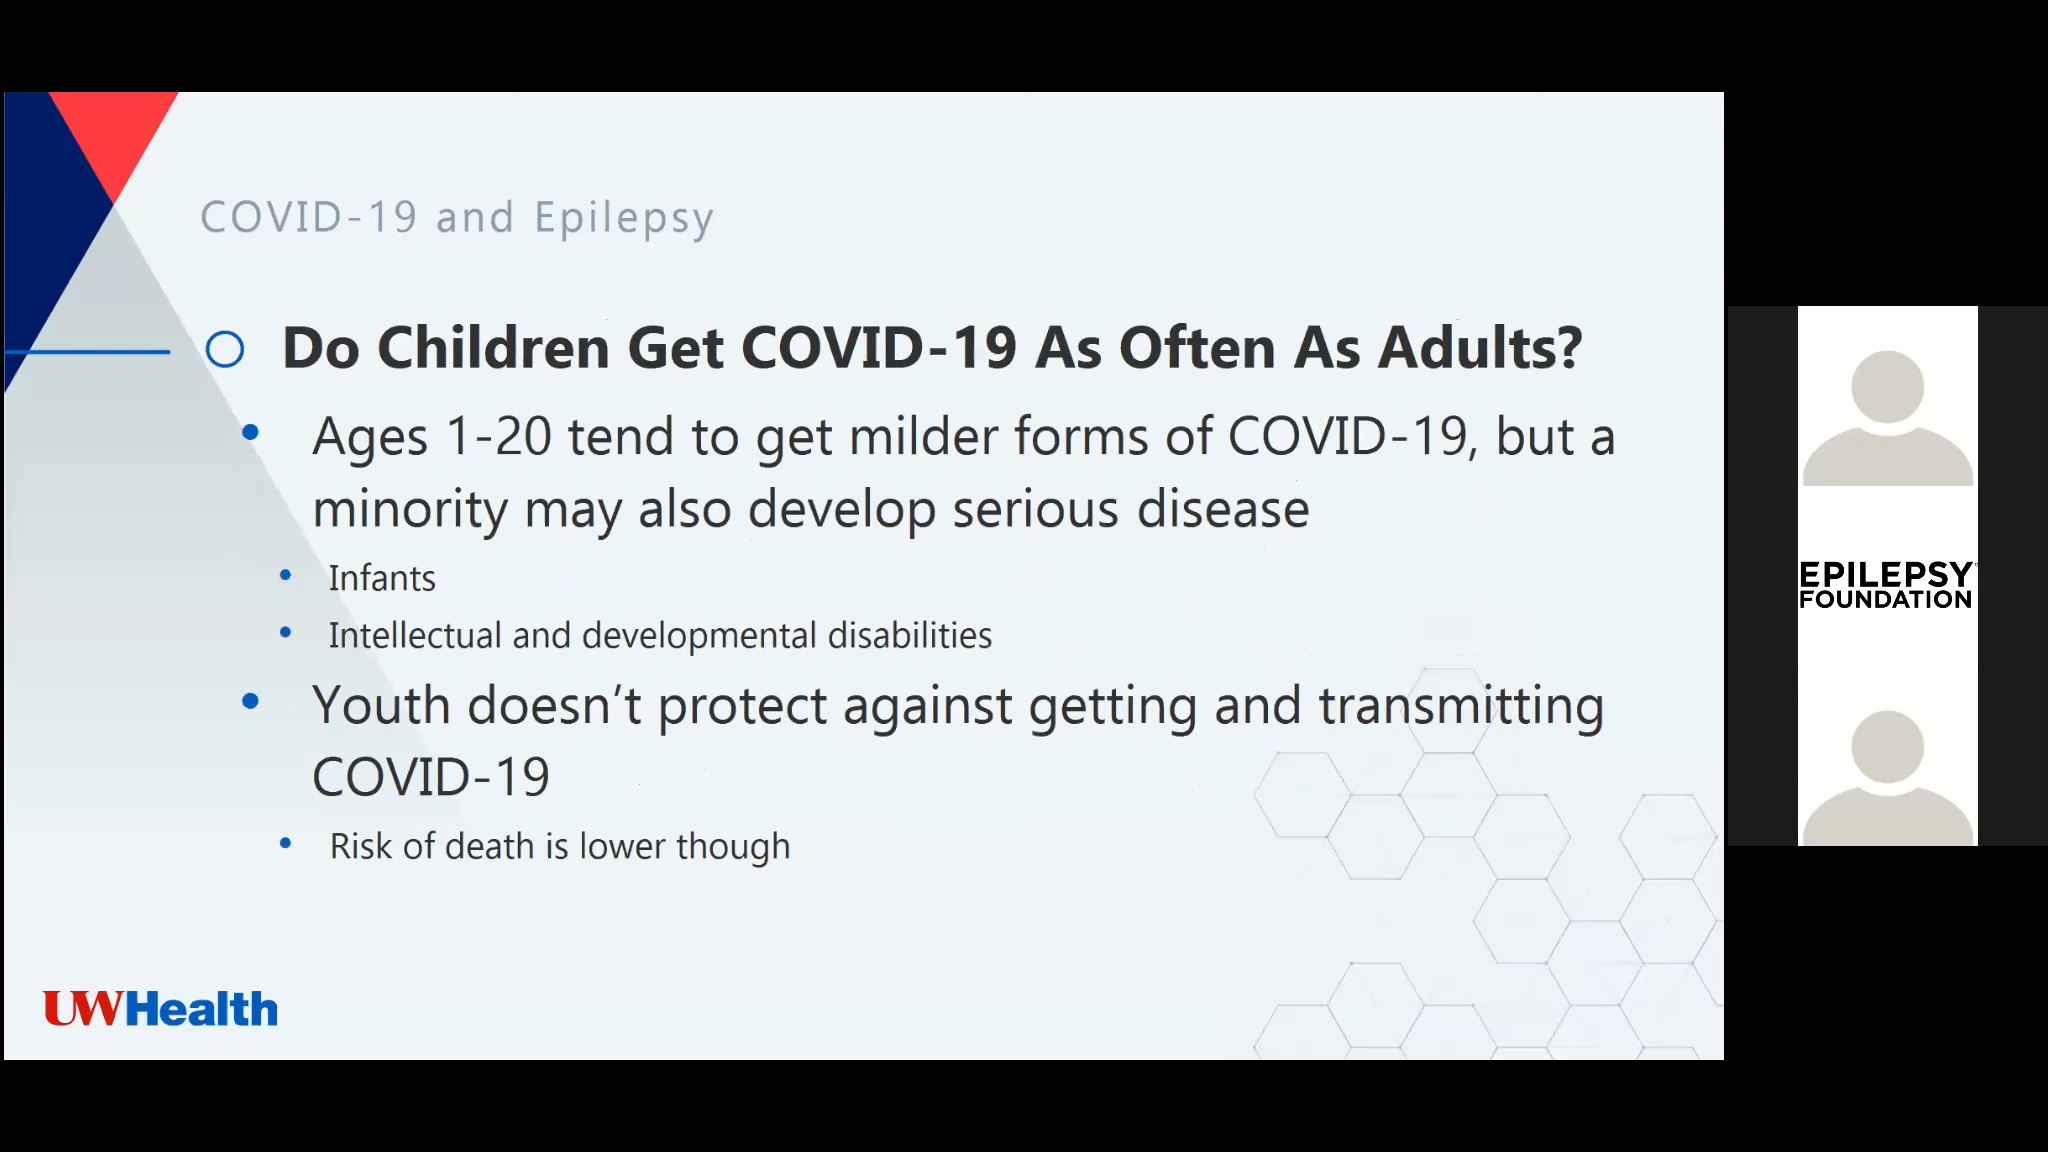 COVID-19 and Epilepsy
Do Children Get COVID-19 As Often As Adults?
Ages 1-20 tend to get milder forms of COVID-19, but a
minority may also develop serious disease
Infants
Intellectual and developmental disabilities
Youth doesn’t protect against getting and transmitting
COVID-19
Risk of death is lower though
UWHealth
EPILEPSY
FOUNDATION